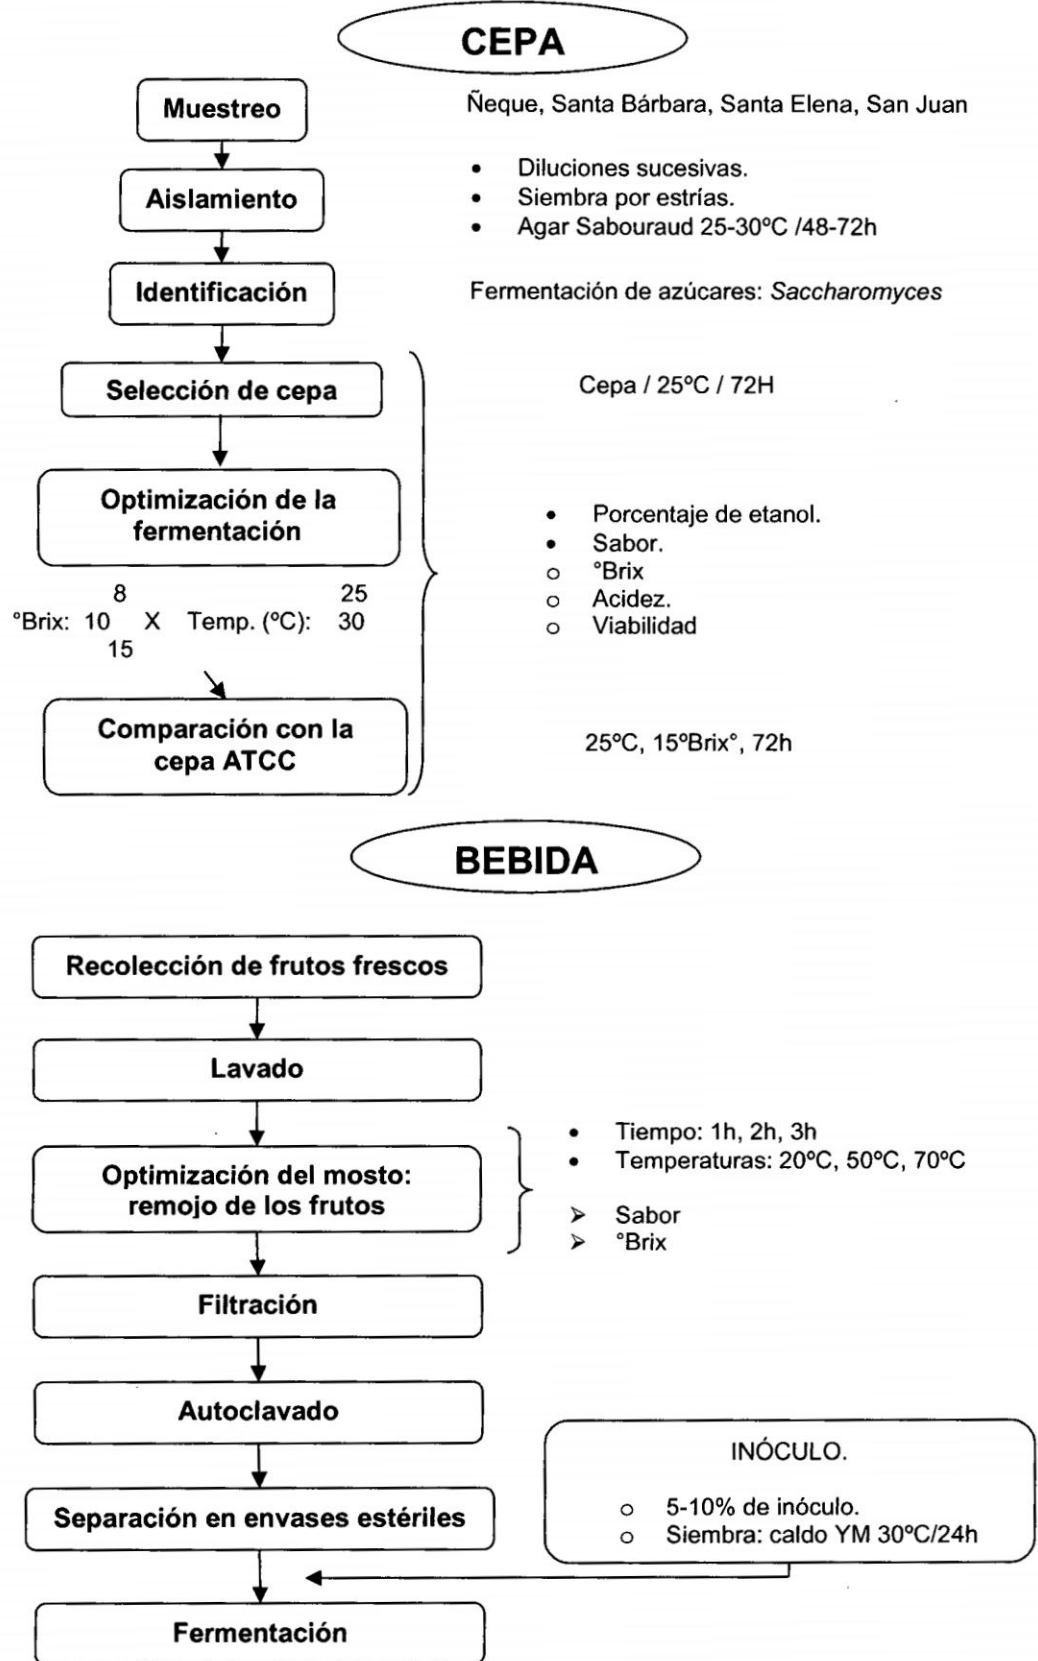 CEPA
Muestreo
Ñeque, Santa Bárbara, Santa Elena, San Juan
Aislamiento
• Diluciones sucesivas.
• Siembra por estrías.
• Agar Sabouraud 25-30ºC /48-72h
Identificación
Fermentación de azúcares: Saccharomyces
Selección de cepa
Cepa / 25ºC / 72H
Optimización de la
fermentación
• Porcentaje de etanol.
• Sabor.
○ °Brix
○ Acidez.
○ Viabilidad
8 25
°Brix: 10 X Temp. (ºC): 30
15
Comparación con la
cepa ATCC
25ºC, 15ºBrix°, 72h
BEBIDA
Recolección de frutos frescos
Lavado
Optimización del mosto:
remojo de los frutos
• Tiempo: 1h, 2h, 3h
• Temperaturas: 20ºC, 50ºC, 70ºC
➢ Sabor
➢ °Brix
Filtración
Autoclavado
Separación en envases estériles
INÓCULO.
○ 5-10% de inóculo.
○ Siembra: caldo YM 30ºC/24h
Fermentación